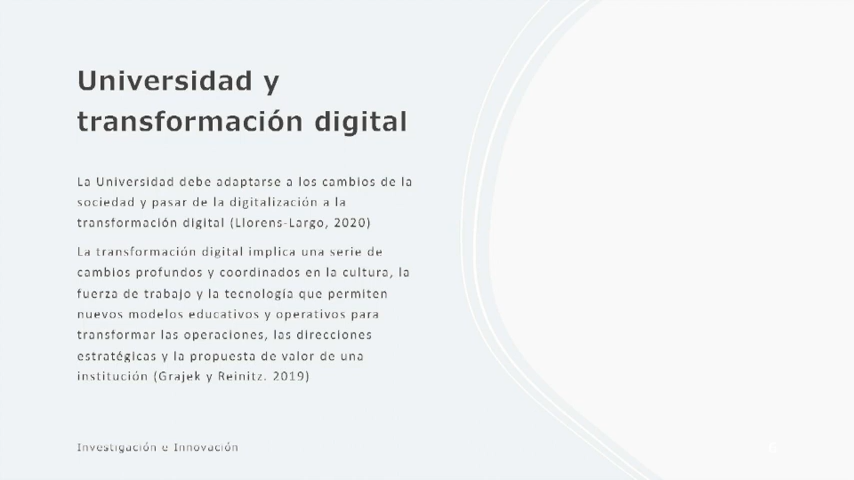 Universidad y
transformación digital
La Universidad debe adaptarse a los cambios de la
sociedad y pasar de la digitalización a la
transformación digital (Llorens-Largo, 2020)
La transformación digital implica una serie de
cambios profundos y coordinados en la cultura, la
fuerza de trabajo y la tecnología que permiten
nuevos modelos educativos y operativos para
transformar las operaciones, las direcciones
estratégicas y la propuesta de valor de una
institución (Grajek y Reinitz. 2019)
Investigación e Innovación